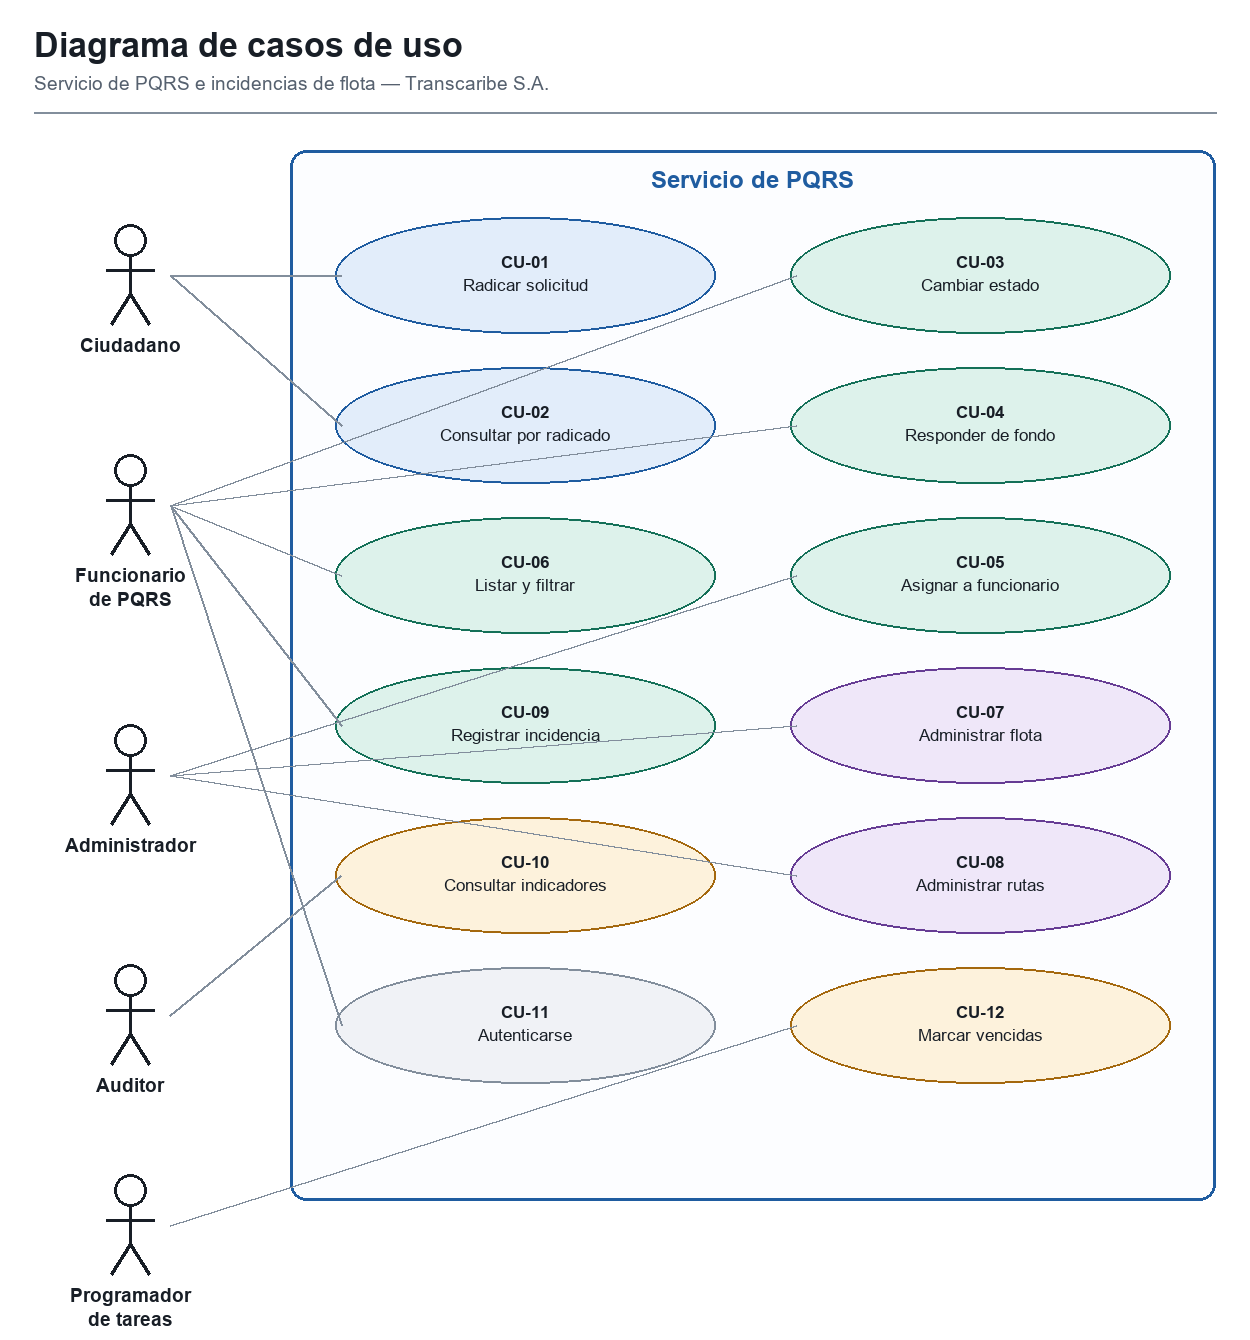 Diagrama de casos de uso
Servicio de PQRS e incidencias de flota — Transcaribe S.A.
Servicio de PQRS
Ciudadano
CU-01
Radicar solicitud
CU-03
Cambiar estado
CU-02
Consultar por radicado
CU-04
Responder de fondo
Funcionario
de PQRS
CU-06
Listar y filtrar
CU-05
Asignar a funcionario
CU-09
Registrar incidencia
CU-07
Administrar flota
Administrador
CU-10
Consultar indicadores
CU-08
Administrar rutas
Auditor
CU-11
Autenticarse
CU-12
Marcar vencidas
Programador
de tareas